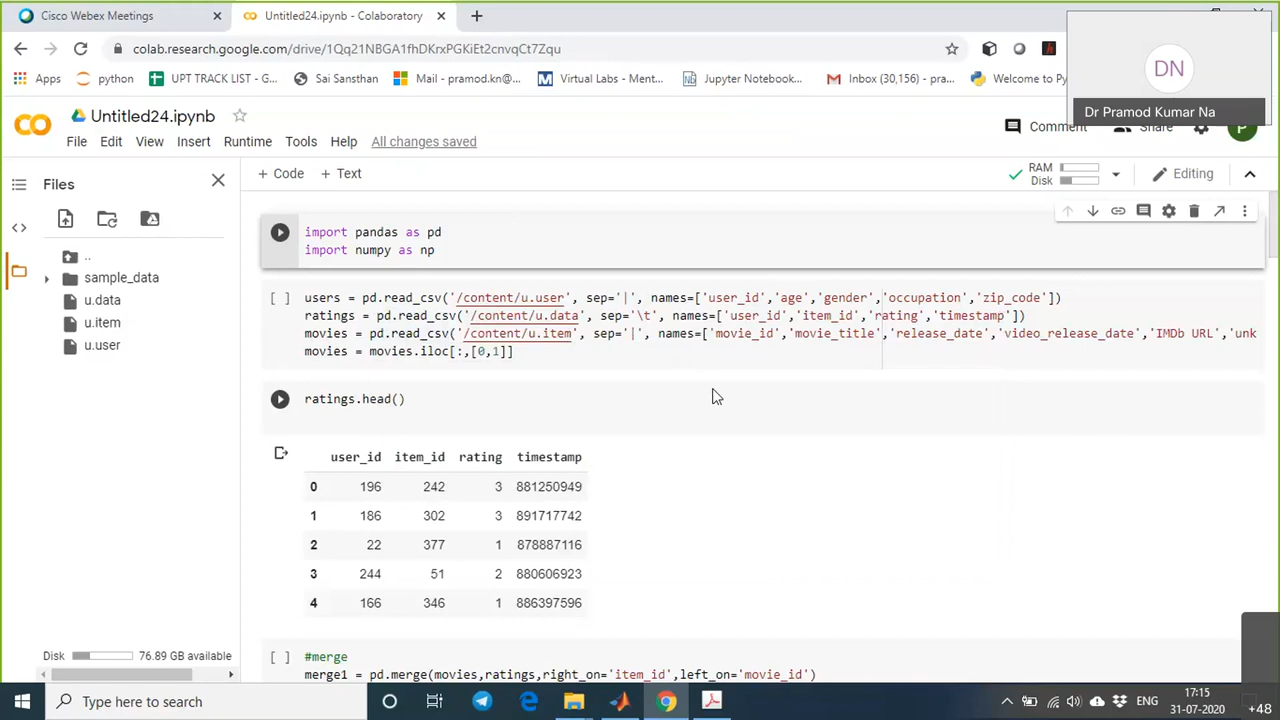 Cisco Webex Meetings
Untitled24.ipynb - Colaboratory
colab.research.google.com/drive/1Qq21NBGA1fhDKrxPGKiEt2cnvqCt7Zqu
Apps
python
UPT TRACK LIST - G...
Sai Sansthan
Mail - pramod.kn@...
Virtual Labs - Ment...
Jupyter Notebook...
Inbox (30,156) - pra...
Welcome to Py
DN
Dr Pramod Kumar Na
Untitled24.ipynb
Comment
Share
P
File Edit View Insert Runtime Tools Help All changes saved
Files
+ Code + Text
RAM
Disk
Editing
..
sample_data
u.data
u.item
u.user
import pandas as pd
import numpy as np
[ ] users = pd.read_csv('/content/u.user', sep='|', names=['user_id','age','gender','occupation','zip_code'])
ratings = pd.read_csv('/content/u.data', sep='\t', names=['user_id','item_id','rating','timestamp'])
movies = pd.read_csv('/content/u.item', sep='|', names=['movie_id','movie_title','release_date','video_release_date','IMDb URL','unk
movies = movies.iloc[:,[0,1]]
ratings.head()
user_id item_id rating timestamp
0 196 242 3 881250949
1 186 302 3 891717742
2 22 377 1 878887116
3 244 51 2 880606923
4 166 346 1 886397596
[ ] #merge
merge1 = pd.merge(movies,ratings,right_on='item_id',left_on='movie_id')
Disk 76.89 GB available
Type here to search
ENG
17:15
31-07-2020
+48